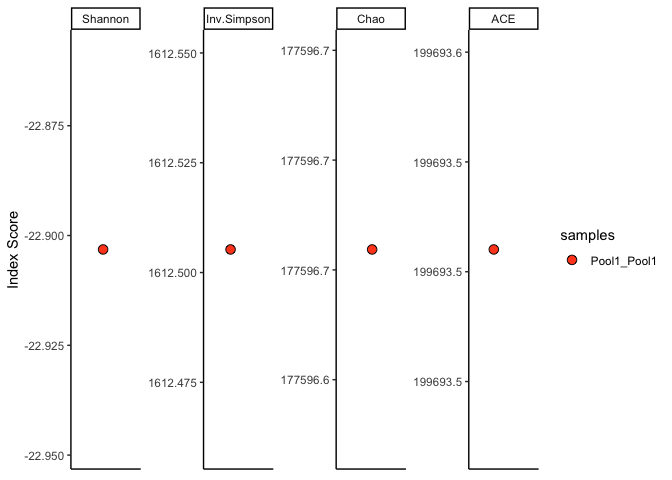 Shannon
Inv.Simpson
Chao
ACE
Index Score
-22.875
-22.900
-22.925
-22.950
1612.550
1612.525
1612.500
1612.475
177596.7
177596.7
177596.7
177596.6
199693.6
199693.5
199693.5
199693.5
samples
Pool1_Pool1